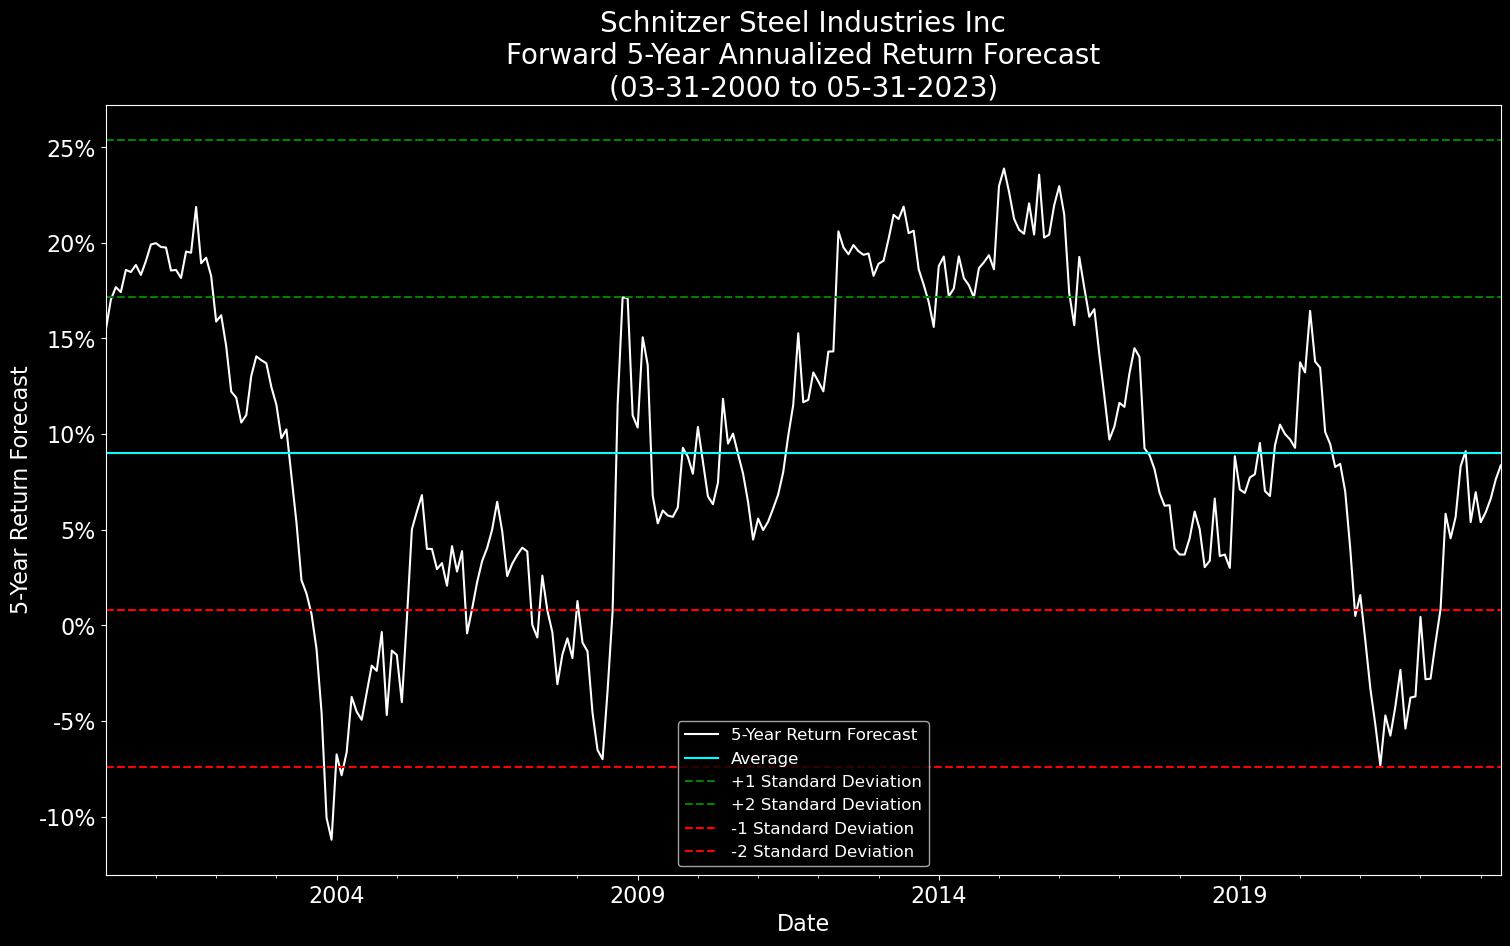 Schnitzer Steel Industries Inc
Forward 5-Year Annualized Return Forecast
(03-31-2000 to 05-31-2023)
5-Year Return Forecast
25%
20%
15%
10%
5%
0%
-5%
-10%
5-Year Return Forecast
Average
+1 Standard Deviation
+2 Standard Deviation
-1 Standard Deviation
-2 Standard Deviation
2004 2009 2014 2019
Date